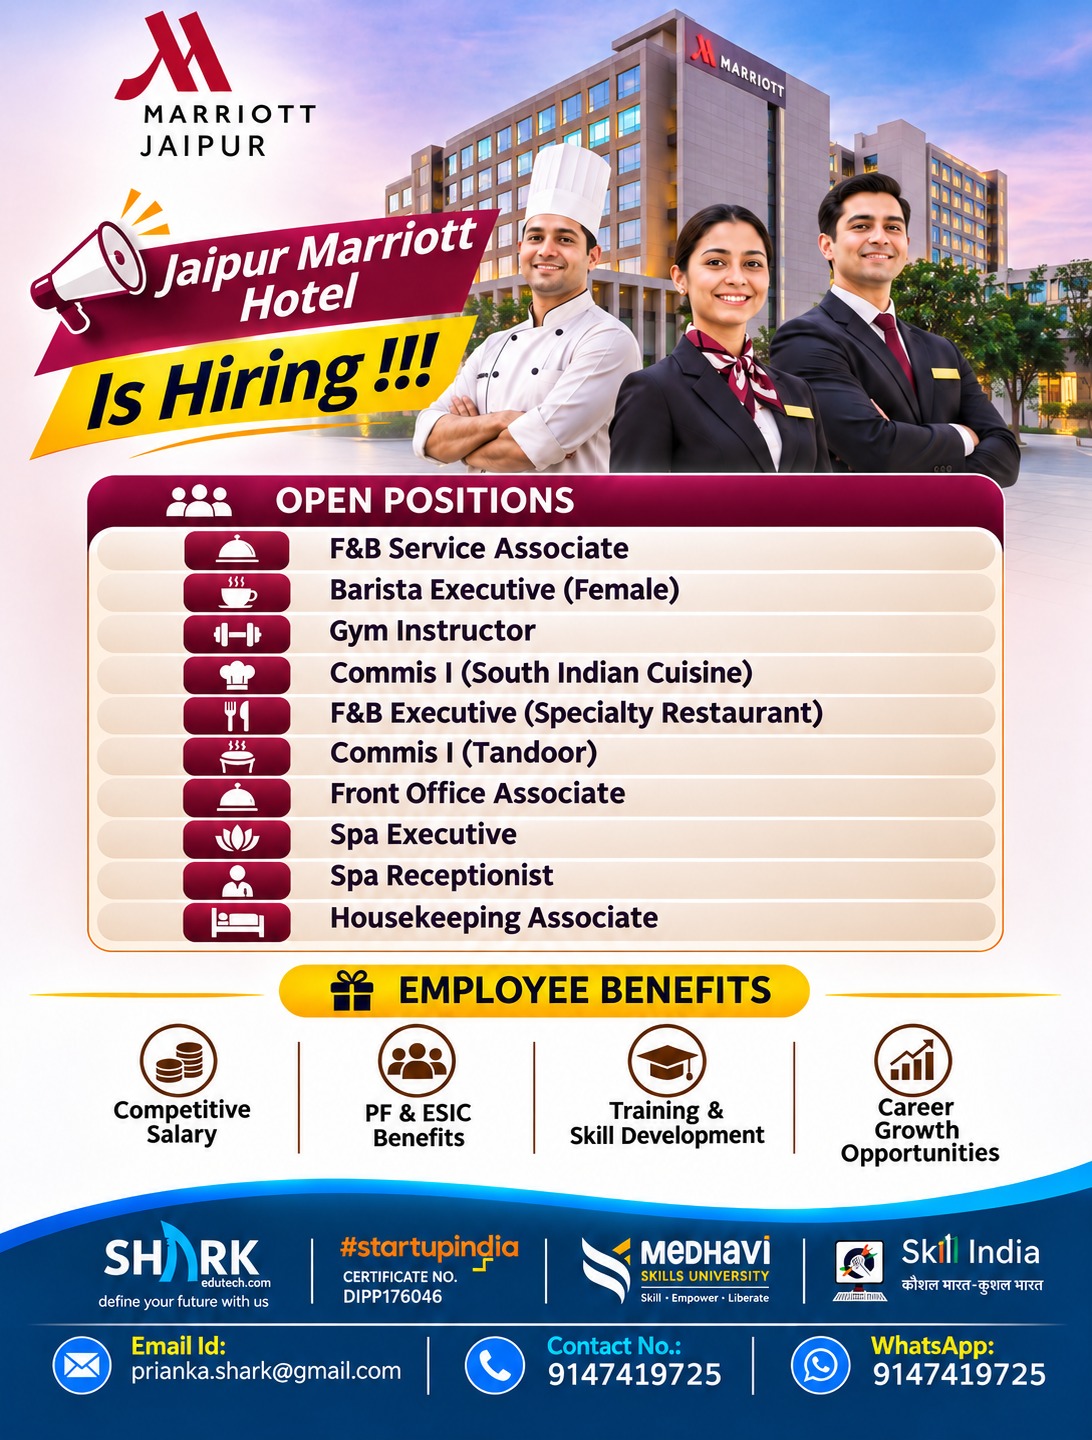 MARRIOTT
JAIPUR
MARRIOTT
Jaipur Marriott
Hotel
Is Hiring !!!
OPEN POSITIONS
F&B Service Associate
Barista Executive (Female)
Gym Instructor
Commis I (South Indian Cuisine)
F&B Executive (Specialty Restaurant)
Commis I (Tandoor)
Front Office Associate
Spa Executive
Spa Receptionist
Housekeeping Associate
EMPLOYEE BENEFITS
Competitive
Salary
PF & ESIC
Benefits
Training &
Skill Development
Career
Growth
Opportunities
SHARK
edutech.com
define your future with us
#startupindia
CERTIFICATE NO.
DIPP176046
MEDHAVI
SKILLS UNIVERSITY
Skill • Empower • Liberate
Skill India
कौशल भारत-कुशल भारत
Email Id:
prianka.shark@gmail.com
Contact No.:
9147419725
WhatsApp:
9147419725